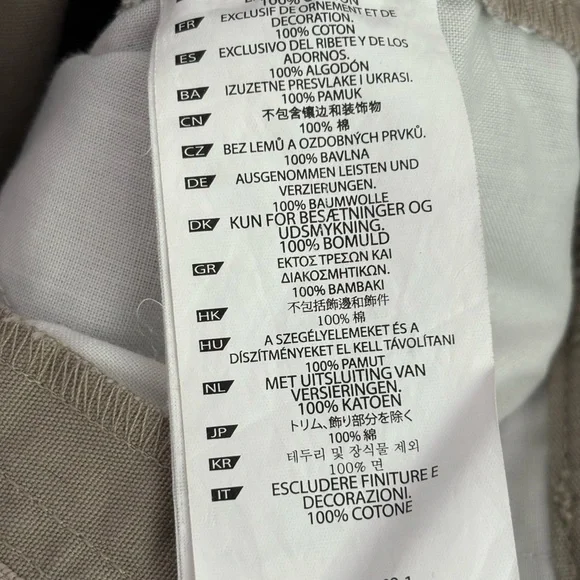 100% COTTON
FR EXCLUSIF DE ORNEMENT ET DE
DECORATION.
100% COTON
ES EXCLUSIVO DEL RIBETE Y DE LOS
ADORNOS.
100% ALGODÓN
BA IZUZETNE PRESVLAKE I UKRASI.
100% PAMUK
CN 不包含镶边和装饰物
100% 棉
CZ BEZ LEMŮ A OZDOBNÝCH PRVKŮ.
100% BAVLNA
DE AUSGENOMMEN LEISTEN UND
VERZIERUNGEN.
100% BAUMWOLLE
DK KUN FOR BESÆTNINGER OG
UDSMYKNING.
100% BOMULD
GR ΕΚΤΟΣ ΤΡΕΣΩΝ ΚΑΙ
ΔΙΑΚΟΣΜΗΤΙΚΩΝ.
100% BAMBAKI
HK 不包括飾邊和飾件
100% 棉
HU A SZEGÉLYELEMEKET ÉS A
DÍSZÍTMÉNYEKET EL KELL TÁVOLÍTANI
100% PAMUT
NL MET UITSLUITING VAN
VERSIERINGEN.
100% KATOEN
JP トリム、飾り部分を除く
100% 綿
KR 테두리 및 장식물 제외
100% 면
IT ESCLUDERE FINITURE E
DECORAZIONI.
100% COTONE